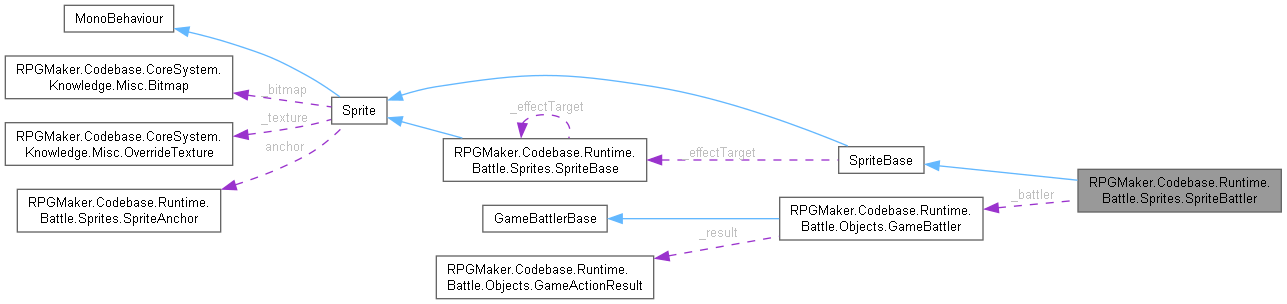 MonoBehaviour
RPGMaker.Codebase.CoreSystem.
Knowledge.Misc.Bitmap
_bitmap
Sprite
_texture
RPGMaker.Codebase.CoreSystem.
Knowledge.Misc.OverrideTexture
anchor
RPGMaker.Codebase.Runtime.
Battle.Sprites.SpriteAnchor
_effectTarget
RPGMaker.Codebase.Runtime.
Battle.Sprites.SpriteBase
_effectTarget
SpriteBase
RPGMaker.Codebase.Runtime.
Battle.Sprites.SpriteBattler
_battler
GameBattlerBase
RPGMaker.Codebase.Runtime.
Battle.Objects.GameBattler
_result
RPGMaker.Codebase.Runtime.
Battle.Objects.GameActionResult